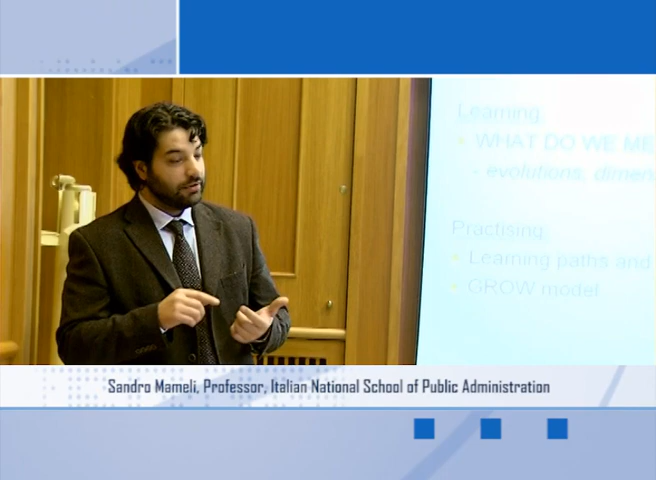 Learning:
WHAT DO WE ME
- evolutions, dimen
Practising:
Learning paths and
GROW model
Sandro Mameli, Professor, Italian National School of Public Administration